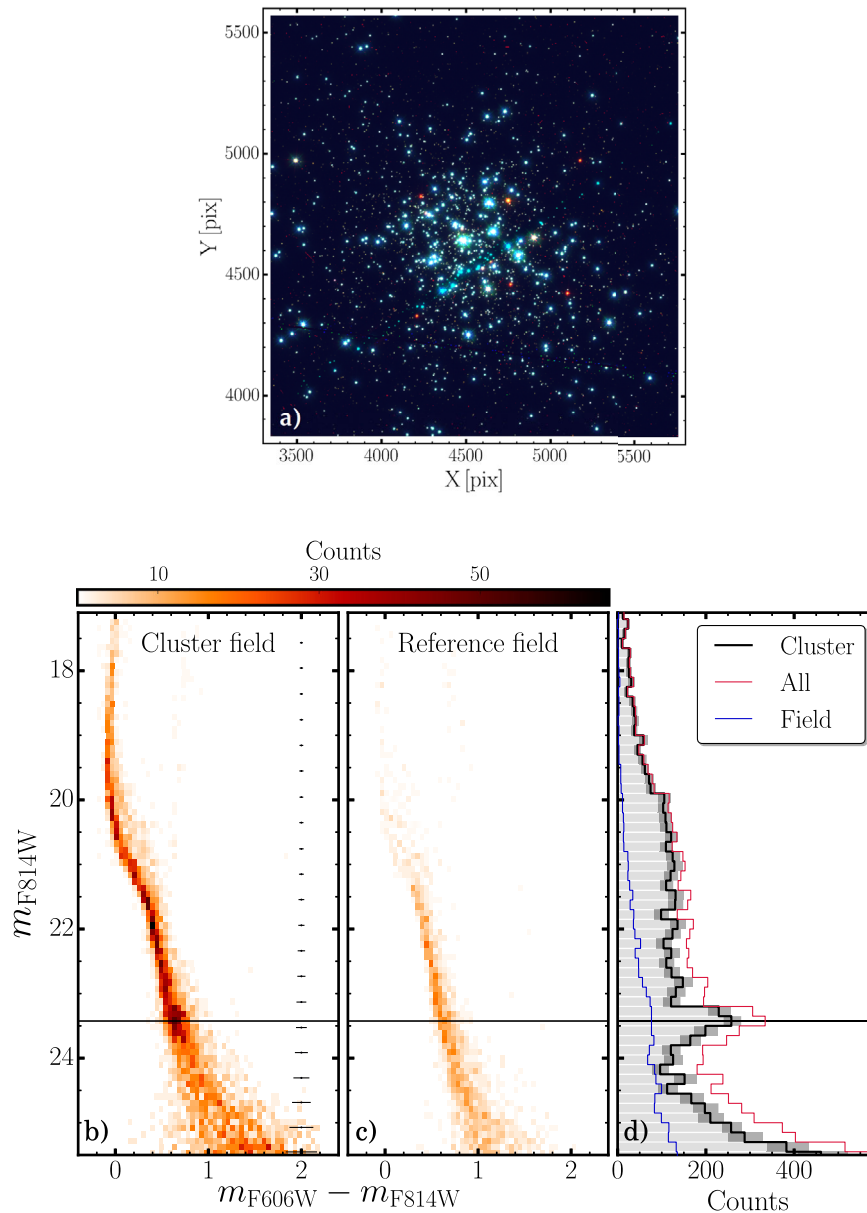 5500
5000
4500
4000
Y [pix]
a)
3500 4000 4500 5000 5500
X [pix]
Counts
10 30 50
Cluster field
Reference field
Cluster
All
Field
18
20
22
24
m_F814W
b)
c)
d)
0 1 2
0 1 2
0 200 400
m_F606W − m_F814W
Counts